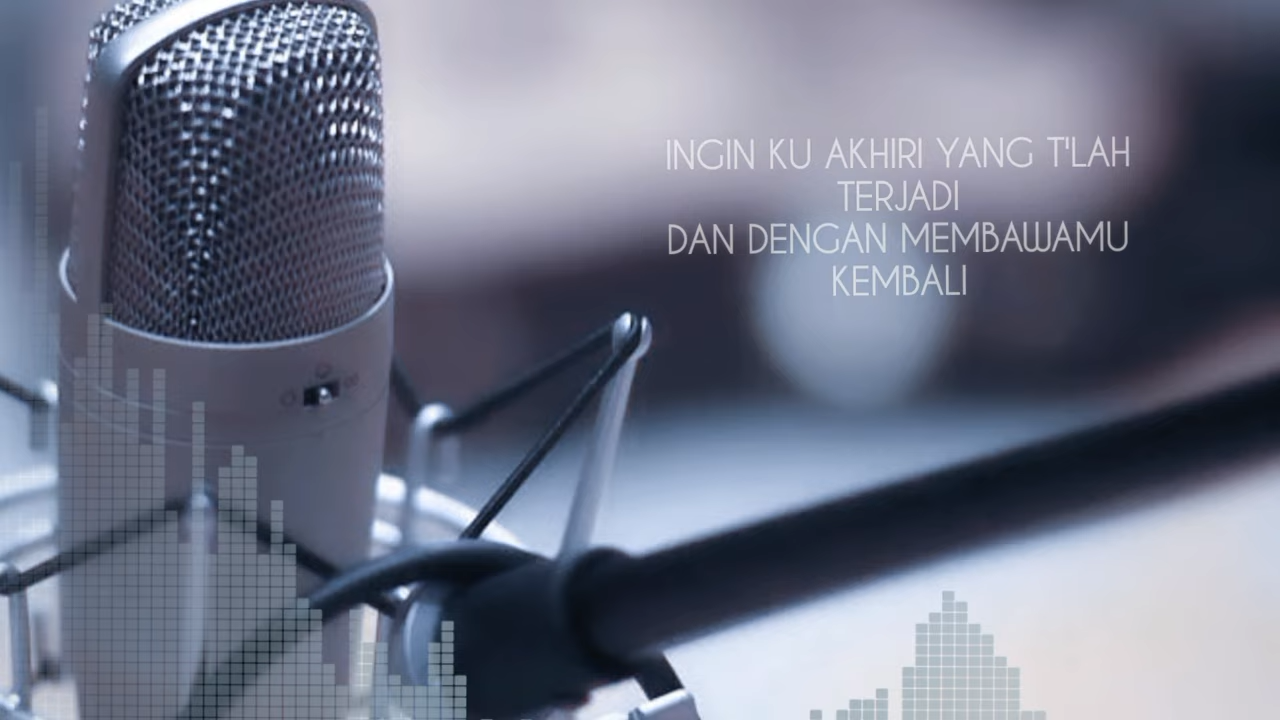 INGIN KU AKHIRI YANG T'LAH
TERJADI
DAN DENGAN MEMBAWAMU
KEMBALI